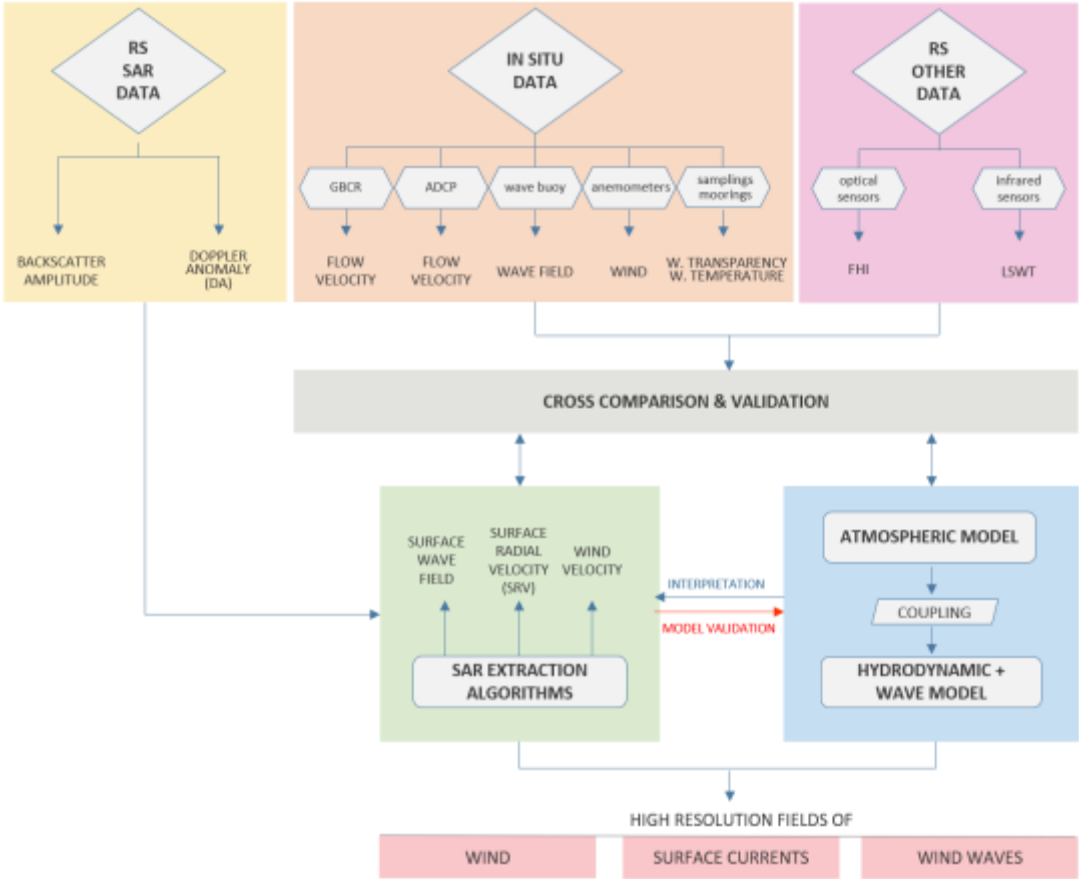 RS
SAR
DATA
BACKSCATTER
AMPLITUDE
DOPPLER
ANOMALY
(DA)
IN SITU
DATA
GBCR
ADCP
wave buoy
anemometers
samplings
moorings
FLOW
VELOCITY
FLOW
VELOCITY
WAVE FIELD
WIND
W. TRANSPARENCY
W. TEMPERATURE
RS
OTHER
DATA
optical
sensors
infrared
sensors
FHI
LSWT
CROSS COMPARISON & VALIDATION
SURFACE
WAVE
FIELD
SURFACE
RADIAL
VELOCITY
(SRV)
WIND
VELOCITY
SAR EXTRACTION
ALGORITHMS
INTERPRETATION
MODEL VALIDATION
ATMOSPHERIC MODEL
COUPLING
HYDRODYNAMIC +
WAVE MODEL
HIGH RESOLUTION FIELDS OF
WIND
SURFACE CURRENTS
WIND WAVES